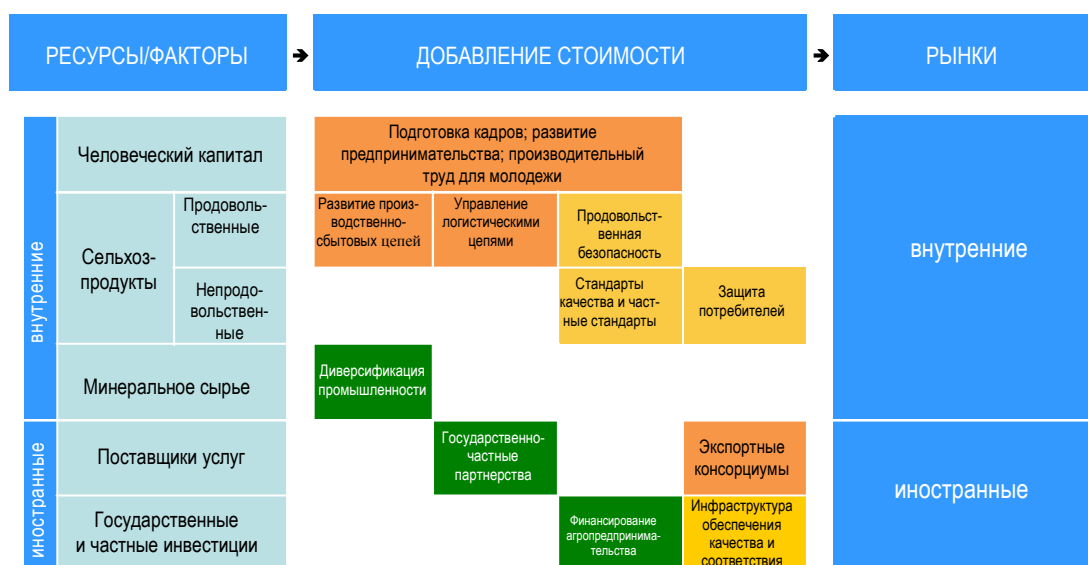 РЕСУРСЫ/ФАКТОРЫ
ДОБАВЛЕНИЕ СТОИМОСТИ
РЫНКИ
внутренние
Человеческий капитал
Подготовка кадров; развитие
предпринимательства; производительный
труд для молодежи
внутренние
Сельхоз-
продукты
Продоволь-
ственные
Развитие произ-
водственно-
сбытовых цепей
Управление
логистическими
цепями
Продовольст-
венная
безопасность
Непродо-
вольствен-
ные
Стандарты
качества и част-
ные стандарты
Защита
потребителей
Минеральное сырье
Диверсификация
промышленности
иностранные
Поставщики услуг
Государственно-
частные
партнерства
Экспортные
консорциумы
иностранные
Государственные
и частные инвестиции
Финансирование
агропредпринима-
тельства
Инфраструктура
обеспечения
качества и
соответствия